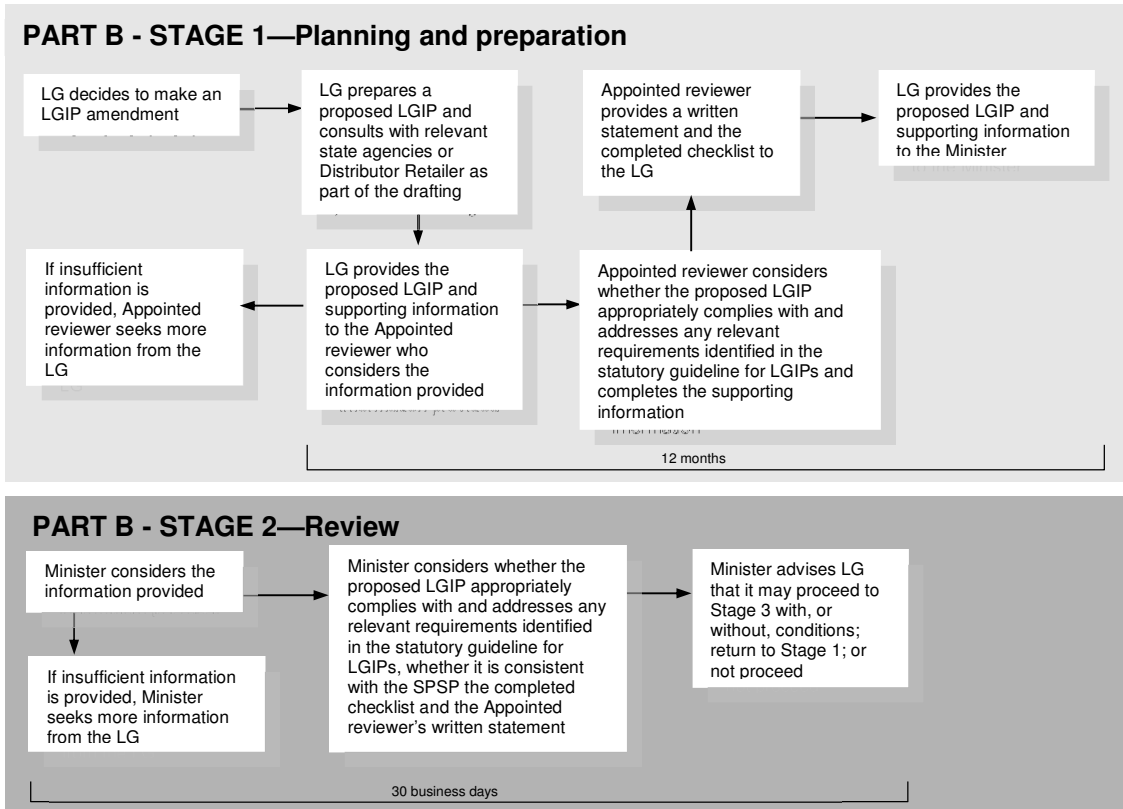 PART B - STAGE 1—Planning and preparation
LG decides to make an
LGIP amendment
LG prepares a
proposed LGIP and
consults with relevant
state agencies or
Distributor Retailer as
part of the drafting
Appointed reviewer
provides a written
statement and the
completed checklist to
the LG
LG provides the
proposed LGIP and
supporting information
to the Minister
If insufficient
information is
provided, Appointed
reviewer seeks more
information from the
LG
LG provides the
proposed LGIP and
supporting information
to the Appointed
reviewer who
considers the
information provided
Appointed reviewer considers
whether the proposed LGIP
appropriately complies with and
addresses any relevant
requirements identified in the
statutory guideline for LGIPs and
completes the supporting
information
12 months
PART B - STAGE 2—Review
Minister considers the
information provided
Minister considers whether the
proposed LGIP appropriately
complies with and addresses any
relevant requirements identified
in the statutory guideline for
LGIPs, whether it is consistent
with the SPSP the completed
checklist and the Appointed
reviewer's written statement
Minister advises LG
that it may proceed to
Stage 3 with, or
without, conditions;
return to Stage 1; or
not proceed
If insufficient information
is provided, Minister
seeks more information
from the LG
30 business days